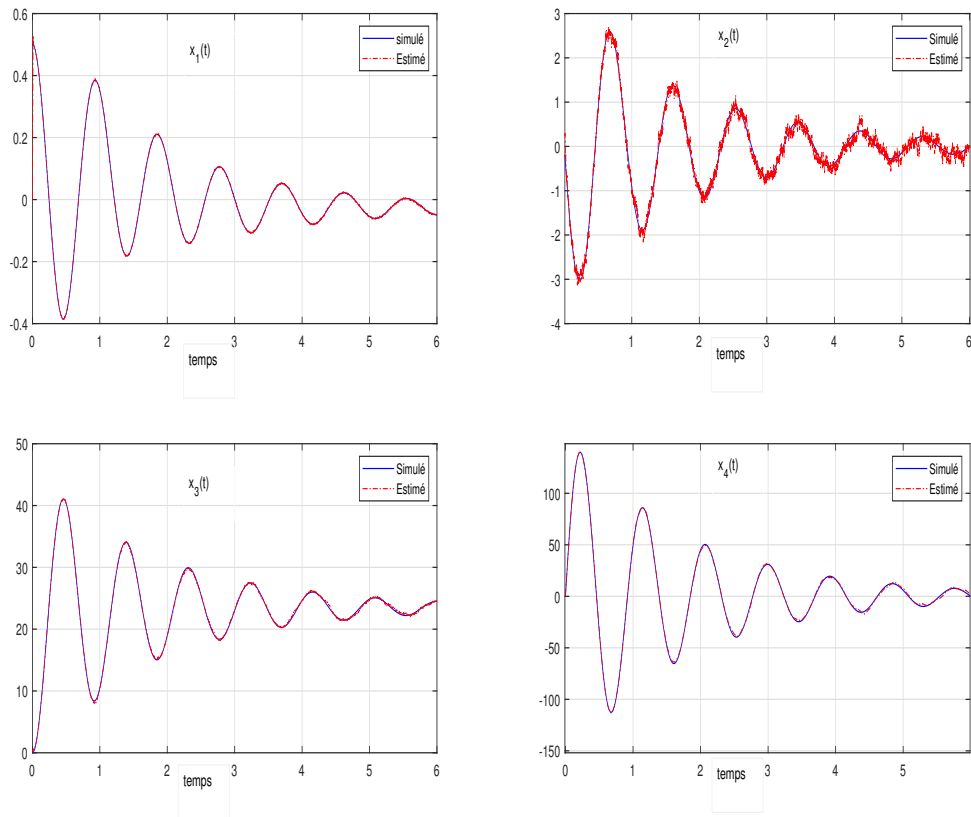 0.6
0.4
0.2
0
-0.2
-0.4
0 1 2 3 4 5 6
x1(t)
simulé
Estimé
temps
3
2
1
0
-1
-2
-3
-4
0 1 2 3 4 5 6
x2(t)
Simulé
Estimé
temps
50
40
30
20
10
0
0 1 2 3 4 5 6
x3(t)
Simulé
Estimé
temps
100
50
0
-50
-100
-150
0 1 2 3 4 5
x4(t)
Simulé
Estimé
temps